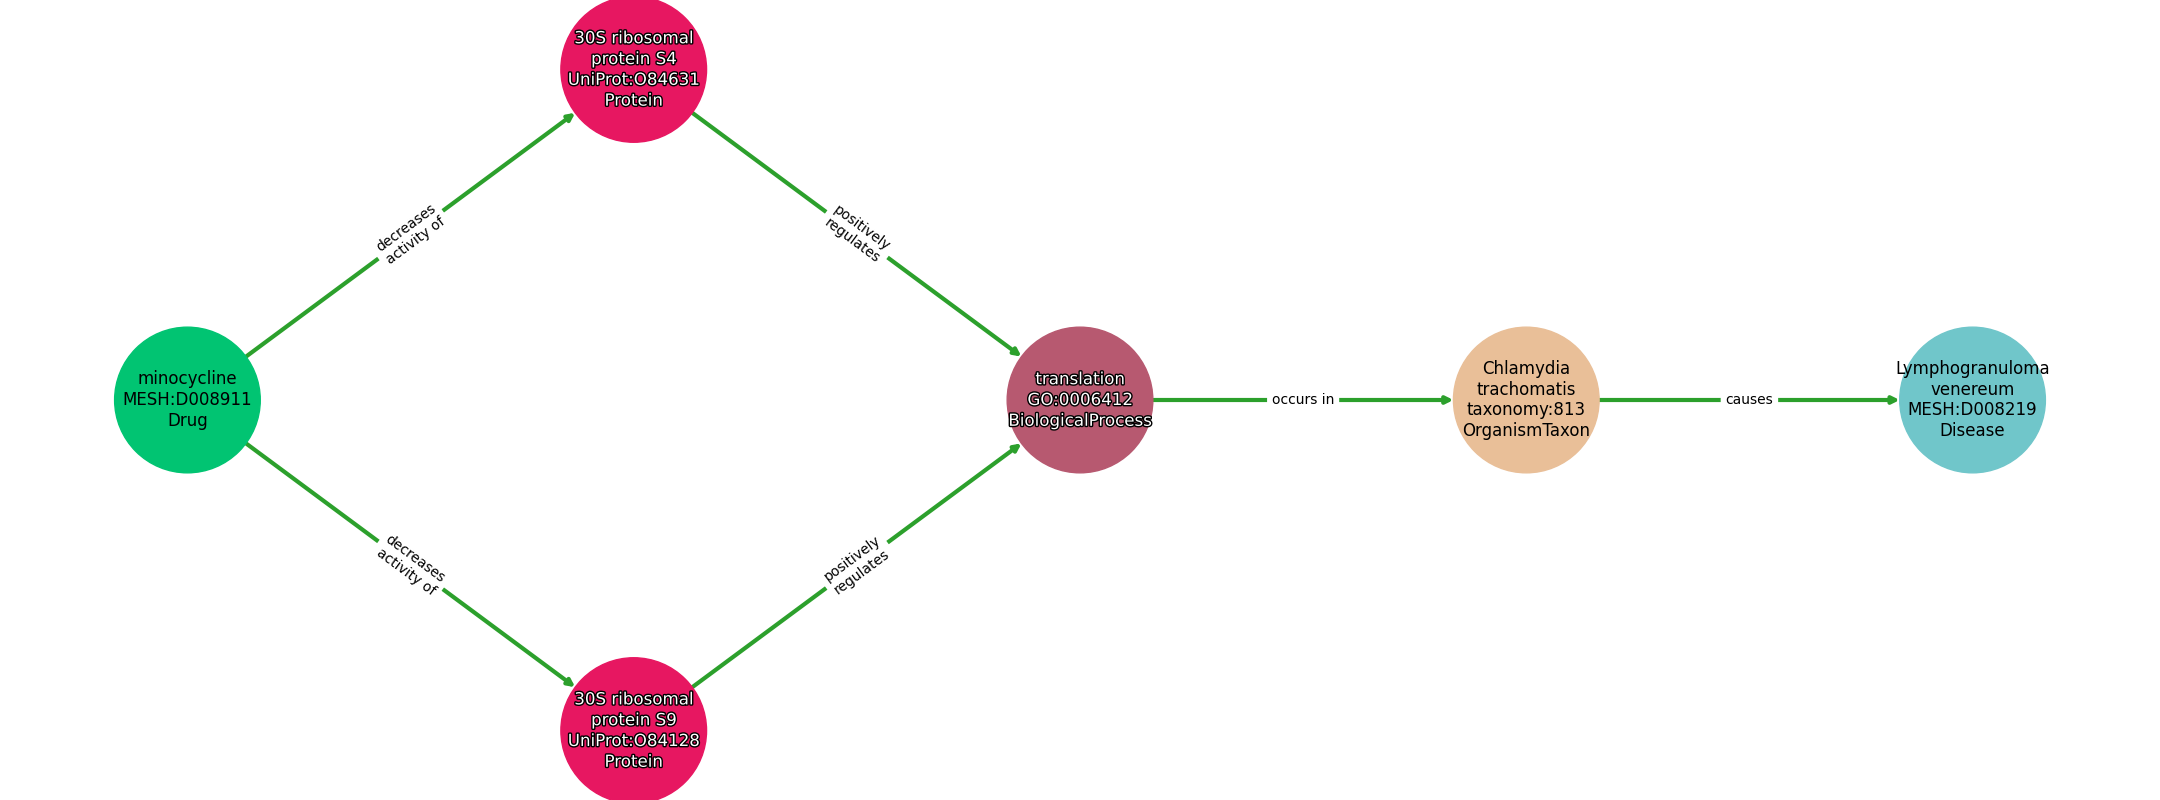 30S ribosomal
protein S4
UniProt:O84631
Protein
decreases
activity of
positively
regulates
minocycline
MESH:D008911
Drug
translation
GO:0006412
BiologicalProcess
occurs in
Chlamydia
trachomatis
taxonomy:813
OrganismTaxon
causes
Lymphogranuloma
venereum
MESH:D008219
Disease
decreases
activity of
positively
regulates
30S ribosomal
protein S9
UniProt:O84128
Protein